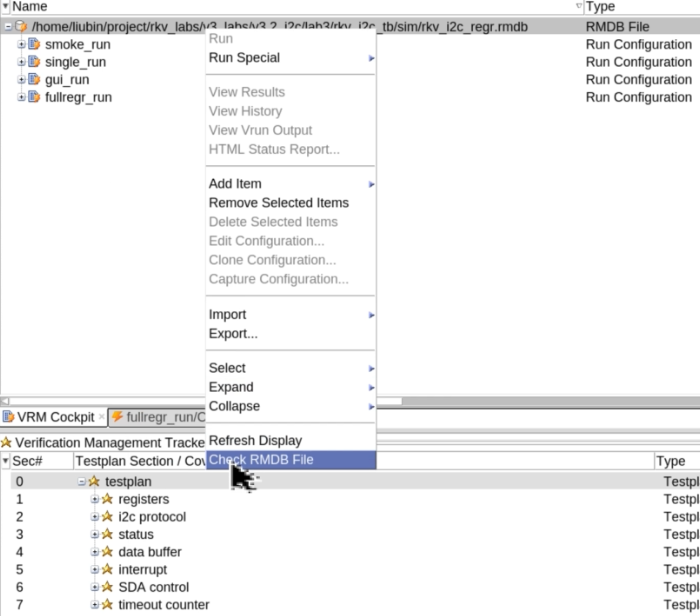 Name Type
/home/liubin/project/rkv_labs/v3_labs/v3.2_i2c/lab3/rkv_i2c_tb/sim/rkv_i2c_regr.rmdb RMDB File
smoke_run Run Configuration
single_run Run Configuration
gui_run Run Configuration
fullregr_run Run Configuration
Run
Run Special
View Results
View History
View Vrun Output
HTML Status Report...
Add Item
Remove Selected Items
Delete Selected Items
Edit Configuration...
Clone Configuration...
Capture Configuration...
Import
Export...
Select
Expand
Collapse
Refresh Display
Check RMDB File
VRM Cockpit fullregr_run/C
Verification Management Tracke
Sec# Testplan Section / Cov Type
0 testplan Testpl
1 registers Testpl
2 i2c protocol Testpl
3 status Testpl
4 data buffer Testpl
5 interrupt Testpl
6 SDA control Testpl
7 timeout counter Testpl